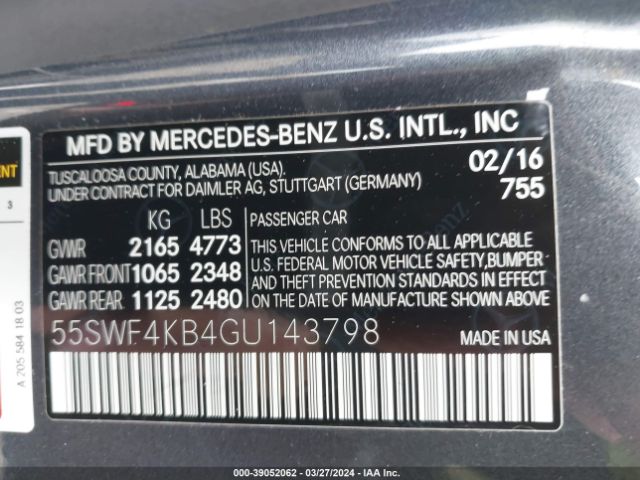 MFD BY MERCEDES-BENZ U.S. INTL., INC
TUSCALOOSA COUNTY, ALABAMA (USA). 02/16
UNDER CONTRACT FOR DAIMLER AG, STUTTGART (GERMANY) 755
KG LBS PASSENGER CAR
GVWR 2165 4773 THIS VEHICLE CONFORMS TO ALL APPLICABLE
GAWR FRONT 1065 2348 U.S. FEDERAL MOTOR VEHICLE SAFETY,BUMPER
AND THEFT PREVENTION STANDARDS IN EFFECT
GAWR REAR 1125 2480 ON THE DATE OF MANUFACTURE SHOWN ABOVE.
55SWF4KB4GU143798 MADE IN USA
3
A 205 584 18 03
(PHOTO) - 39052062 - 03/27/2024 - IAA Inc.